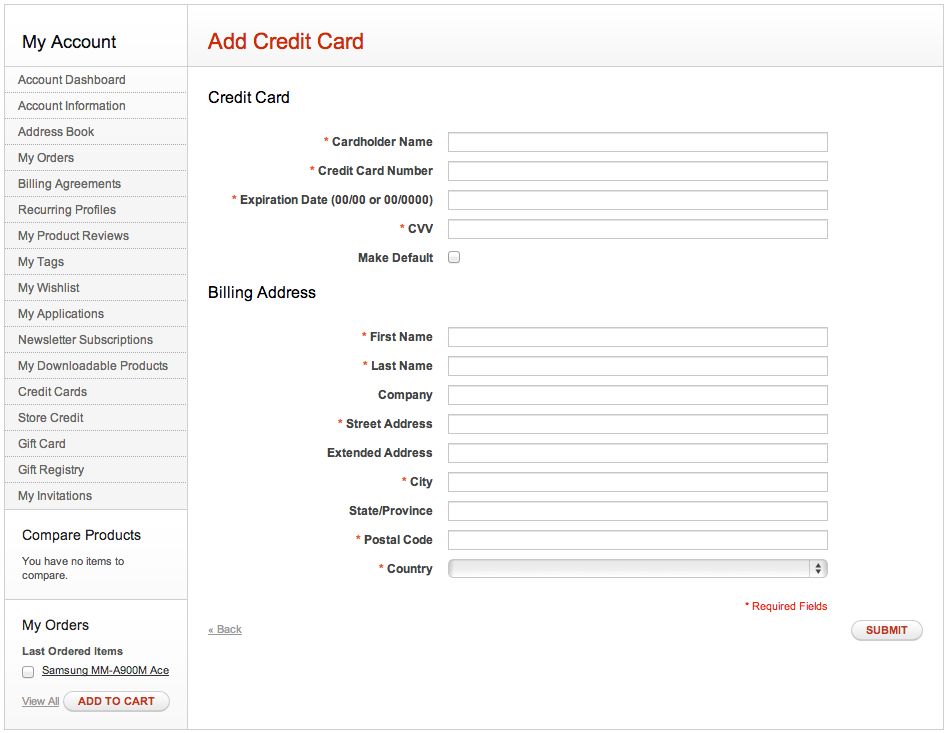 My Account
Account Dashboard
Account Information
Address Book
My Orders
Billing Agreements
Recurring Profiles
My Product Reviews
My Tags
My Wishlist
My Applications
Newsletter Subscriptions
My Downloadable Products
Credit Cards
Store Credit
Gift Card
Gift Registry
My Invitations
Compare Products
You have no items to
compare.
My Orders
Last Ordered Items
Samsung MM-A900M Ace
View All ADD TO CART
Add Credit Card
Credit Card
* Cardholder Name
* Credit Card Number
* Expiration Date (00/00 or 00/0000)
* CVV
Make Default
Billing Address
* First Name
* Last Name
Company
* Street Address
Extended Address
* City
State/Province
* Postal Code
* Country
* Required Fields
« Back
SUBMIT